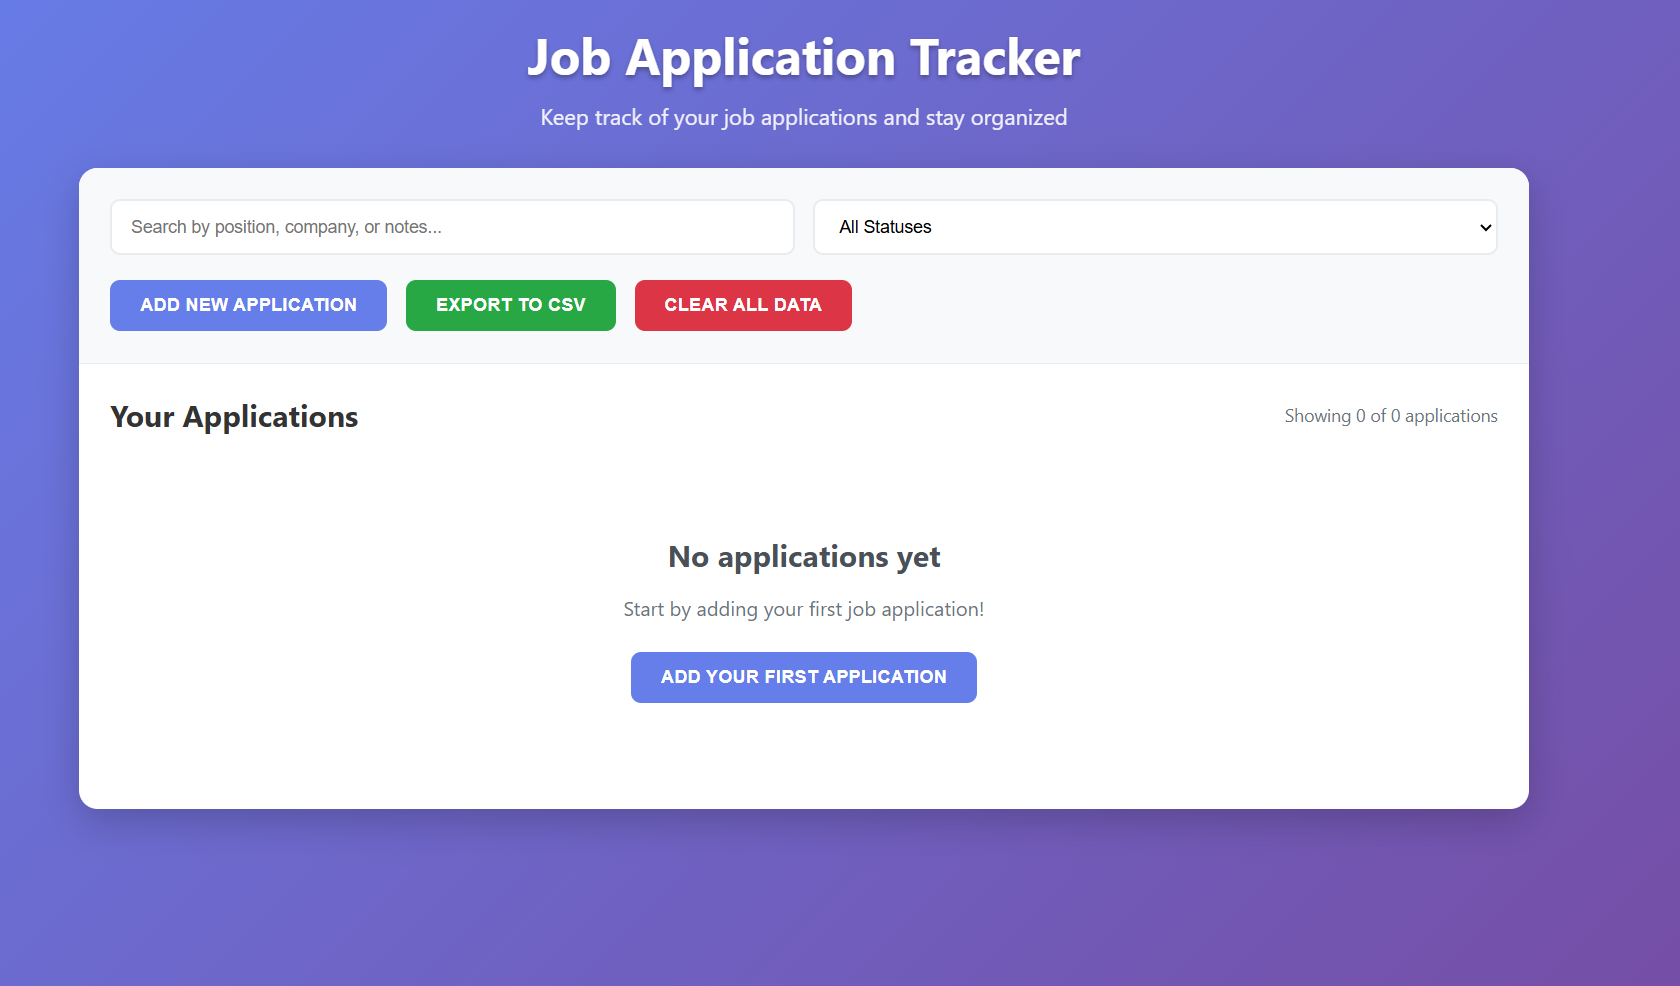 Job Application Tracker
Keep track of your job applications and stay organized
Search by position, company, or notes...
All Statuses
ADD NEW APPLICATION
EXPORT TO CSV
CLEAR ALL DATA
Your Applications
Showing 0 of 0 applications
No applications yet
Start by adding your first job application!
ADD YOUR FIRST APPLICATION